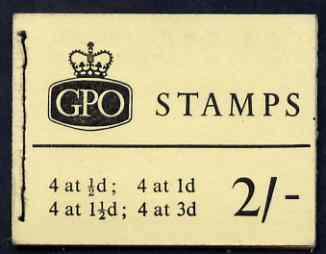 GPO STAMPS
4 at ½d; 4 at 1d
4 at 1½d; 4 at 3d 2/-